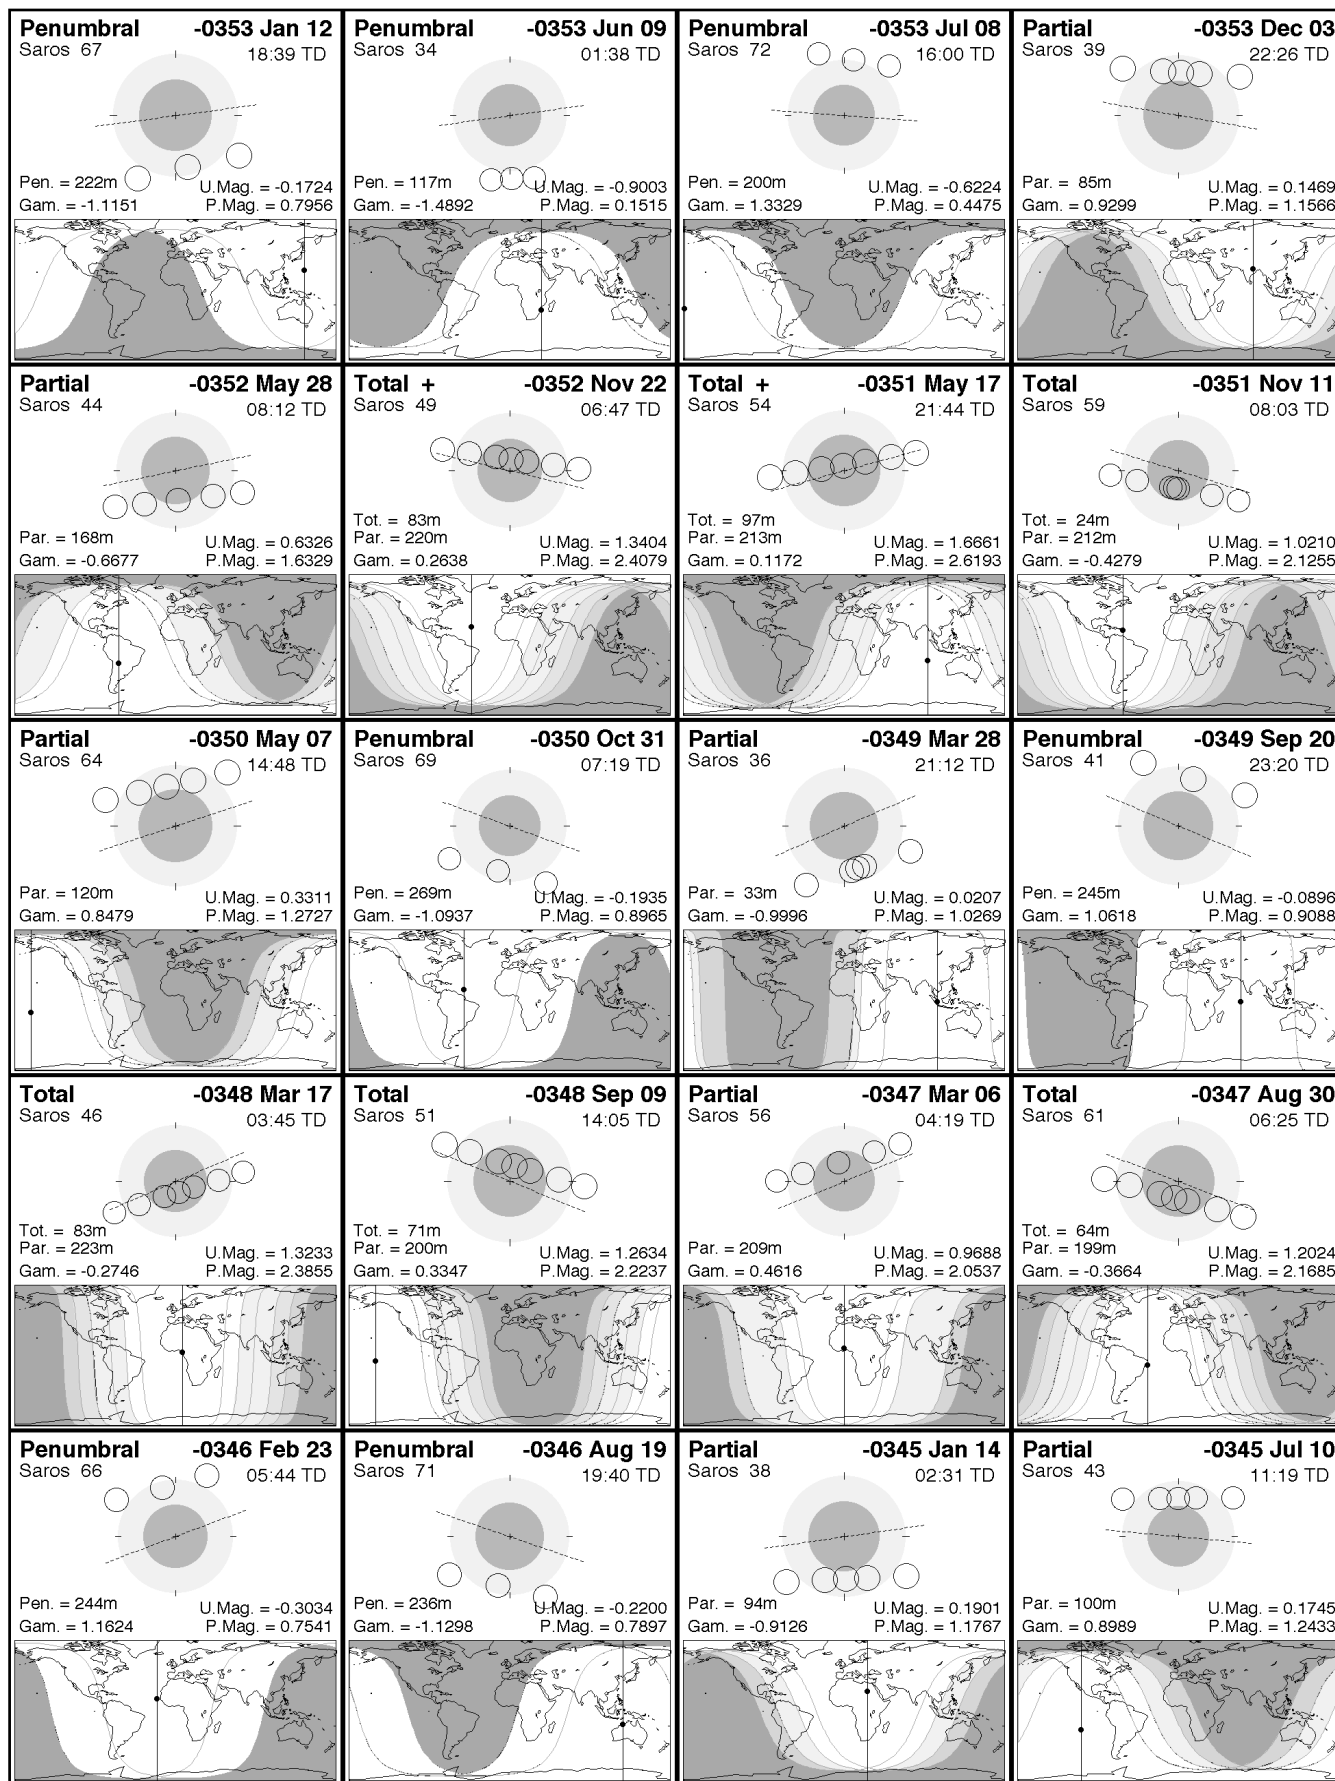 Penumbral -0353 Jan 12
Saros 67 18:39 TD
Pen. = 222m U.Mag. = -0.1724
Gam. = -1.1151 P.Mag. = 0.7956
Penumbral -0353 Jun 09
Saros 34 01:38 TD
Pen. = 117m U.Mag. = -0.9003
Gam. = -1.4892 P.Mag. = 0.1515
Penumbral -0353 Jul 08
Saros 72 16:00 TD
Pen. = 200m U.Mag. = -0.6224
Gam. = 1.3329 P.Mag. = 0.4475
Partial -0353 Dec 03
Saros 39 22:26 TD
Par. = 85m U.Mag. = 0.1469
Gam. = 0.9299 P.Mag. = 1.1566
Partial -0352 May 28
Saros 44 08:12 TD
Par. = 168m U.Mag. = 0.6326
Gam. = -0.6677 P.Mag. = 1.6329
Total + -0352 Nov 22
Saros 49 06:47 TD
Tot. = 83m
Par. = 220m U.Mag. = 1.3404
Gam. = 0.2638 P.Mag. = 2.4079
Total + -0351 May 17
Saros 54 21:44 TD
Tot. = 97m
Par. = 213m U.Mag. = 1.6661
Gam. = 0.1172 P.Mag. = 2.6193
Total -0351 Nov 11
Saros 59 08:03 TD
Tot. = 24m
Par. = 212m U.Mag. = 1.0210
Gam. = -0.4279 P.Mag. = 2.1255
Partial -0350 May 07
Saros 64 14:48 TD
Par. = 120m U.Mag. = 0.3311
Gam. = 0.8479 P.Mag. = 1.2727
Penumbral -0350 Oct 31
Saros 69 07:19 TD
Pen. = 269m U.Mag. = -0.1935
Gam. = -1.0937 P.Mag. = 0.8965
Partial -0349 Mar 28
Saros 36 21:12 TD
Par. = 33m U.Mag. = 0.0207
Gam. = -0.9996 P.Mag. = 1.0269
Penumbral -0349 Sep 20
Saros 41 23:20 TD
Pen. = 245m U.Mag. = -0.0896
Gam. = 1.0618 P.Mag. = 0.9088
Total -0348 Mar 17
Saros 46 03:45 TD
Tot. = 83m
Par. = 223m U.Mag. = 1.3233
Gam. = -0.2746 P.Mag. = 2.3855
Total -0348 Sep 09
Saros 51 14:05 TD
Tot. = 71m
Par. = 200m U.Mag. = 1.2634
Gam. = 0.3347 P.Mag. = 2.2237
Partial -0347 Mar 06
Saros 56 04:19 TD
Par. = 209m U.Mag. = 0.9688
Gam. = 0.4616 P.Mag. = 2.0537
Total -0347 Aug 30
Saros 61 06:25 TD
Tot. = 64m
Par. = 199m U.Mag. = 1.2024
Gam. = -0.3664 P.Mag. = 2.1685
Penumbral -0346 Feb 23
Saros 66 05:44 TD
Pen. = 244m U.Mag. = -0.3034
Gam. = 1.1624 P.Mag. = 0.7541
Penumbral -0346 Aug 19
Saros 71 19:40 TD
Pen. = 236m U.Mag. = -0.2200
Gam. = -1.1298 P.Mag. = 0.7897
Partial -0345 Jan 14
Saros 38 02:31 TD
Par. = 94m U.Mag. = 0.1901
Gam. = -0.9126 P.Mag. = 1.1767
Partial -0345 Jul 10
Saros 43 11:19 TD
Par. = 100m U.Mag. = 0.1745
Gam. = 0.8989 P.Mag. = 1.2433